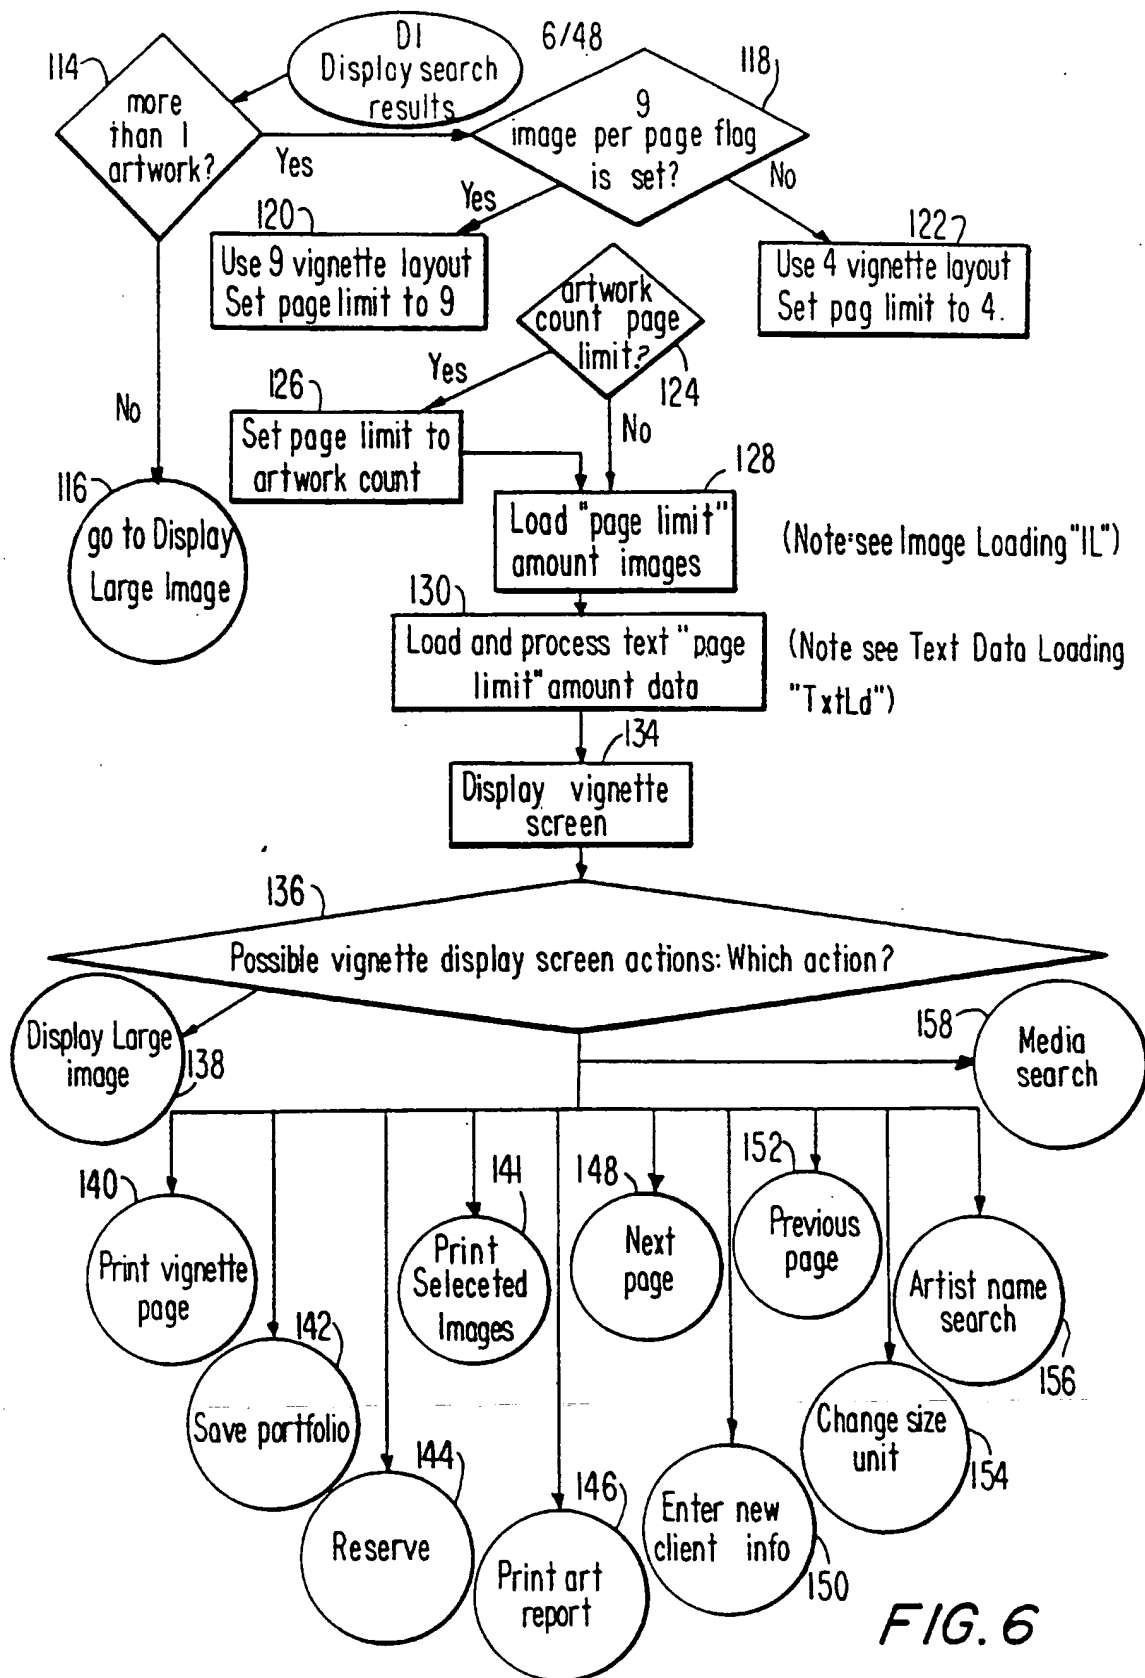 6/48
D1
Display search
results
114
more
than 1
artwork?
Yes
118
9
image per page flag
is set?
Yes
No
120
Use 9 vignette layout
Set page limit to 9
122
Use 4 vignette layout
Set pag limit to 4.
artwork
count page
limit?
124
Yes
No
126
Set page limit to
artwork count
No
116
go to Display
Large Image
128
Load "page limit"
amount images
(Note:see Image Loading "IL")
130
Load and process text "page
limit" amount data
(Note see Text Data Loading
"TxtLd")
134
Display vignette
screen
136
Possible vignette display screen actions: Which action?
Display Large
image
138
158
Media
search
140
Print vignette
page
142
Save portfolio
144
Reserve
141
Print
Seleceted
Images
146
Print art
report
148
Next
page
150
Enter new
client info
152
Previous
page
154
Change size
unit
156
Artist name
search
FIG. 6